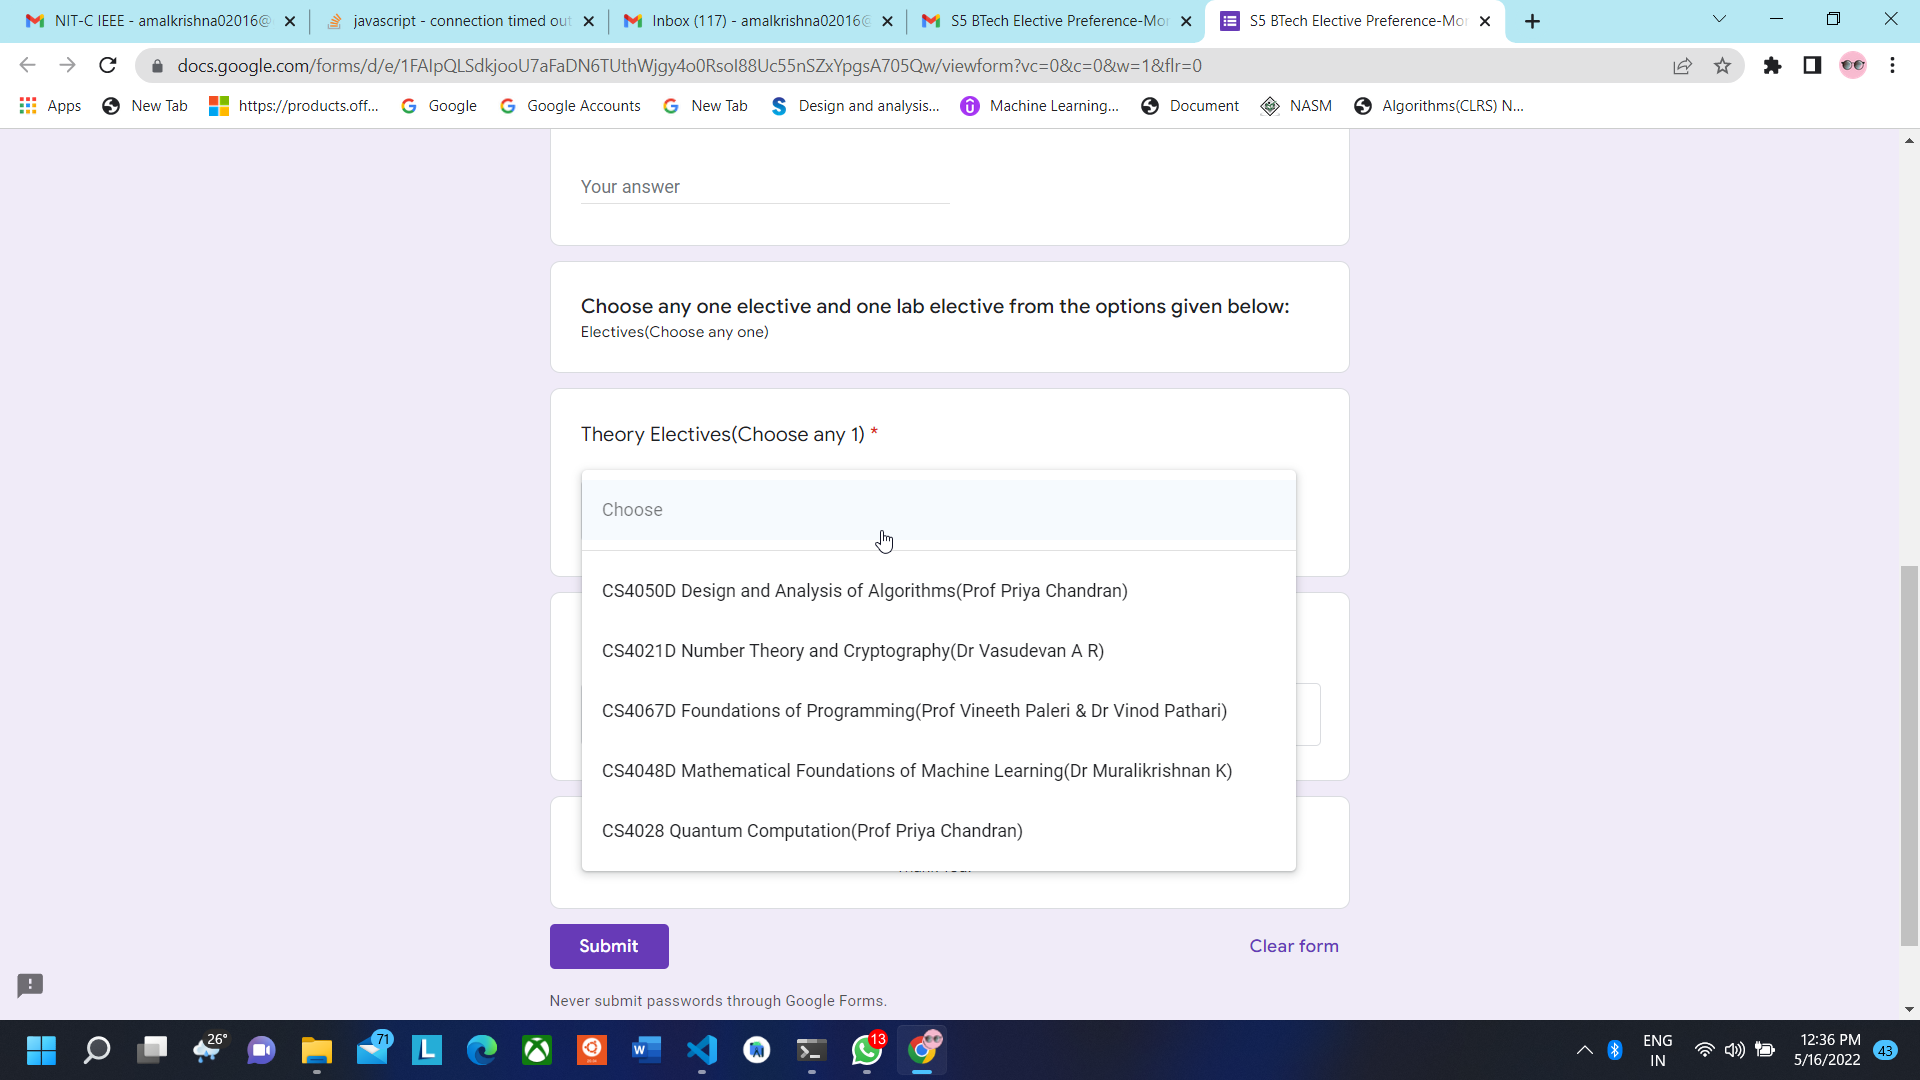 NIT-C IEEE - amalkrishna02016@
javascript - connection timed out
Inbox (117) - amalkrishna02016@
S5 BTech Elective Preference-Mo
S5 BTech Elective Preference-Mo
docs.google.com/forms/d/e/1FAIpQLSdkjooU7aFaDN6TUthWjgy4o0RsoI88Uc55nSZxYpgsA705Qw/viewform?vc=0&c=0&w=1&flr=0
Apps
New Tab
https://products.off...
Google
Google Accounts
New Tab
Design and analysis...
Machine Learning...
Document
NASM
Algorithms(CLRS) N...
Your answer
Choose any one elective and one lab elective from the options given below:
Electives(Choose any one)
Theory Electives(Choose any 1) *
Choose
CS4050D Design and Analysis of Algorithms(Prof Priya Chandran)
CS4021D Number Theory and Cryptography(Dr Vasudevan A R)
CS4067D Foundations of Programming(Prof Vineeth Paleri & Dr Vinod Pathari)
CS4048D Mathematical Foundations of Machine Learning(Dr Muralikrishnan K)
CS4028 Quantum Computation(Prof Priya Chandran)
Submit
Clear form
Never submit passwords through Google Forms.
26°
71
13
ENG
IN
12:36 PM
5/16/2022
43